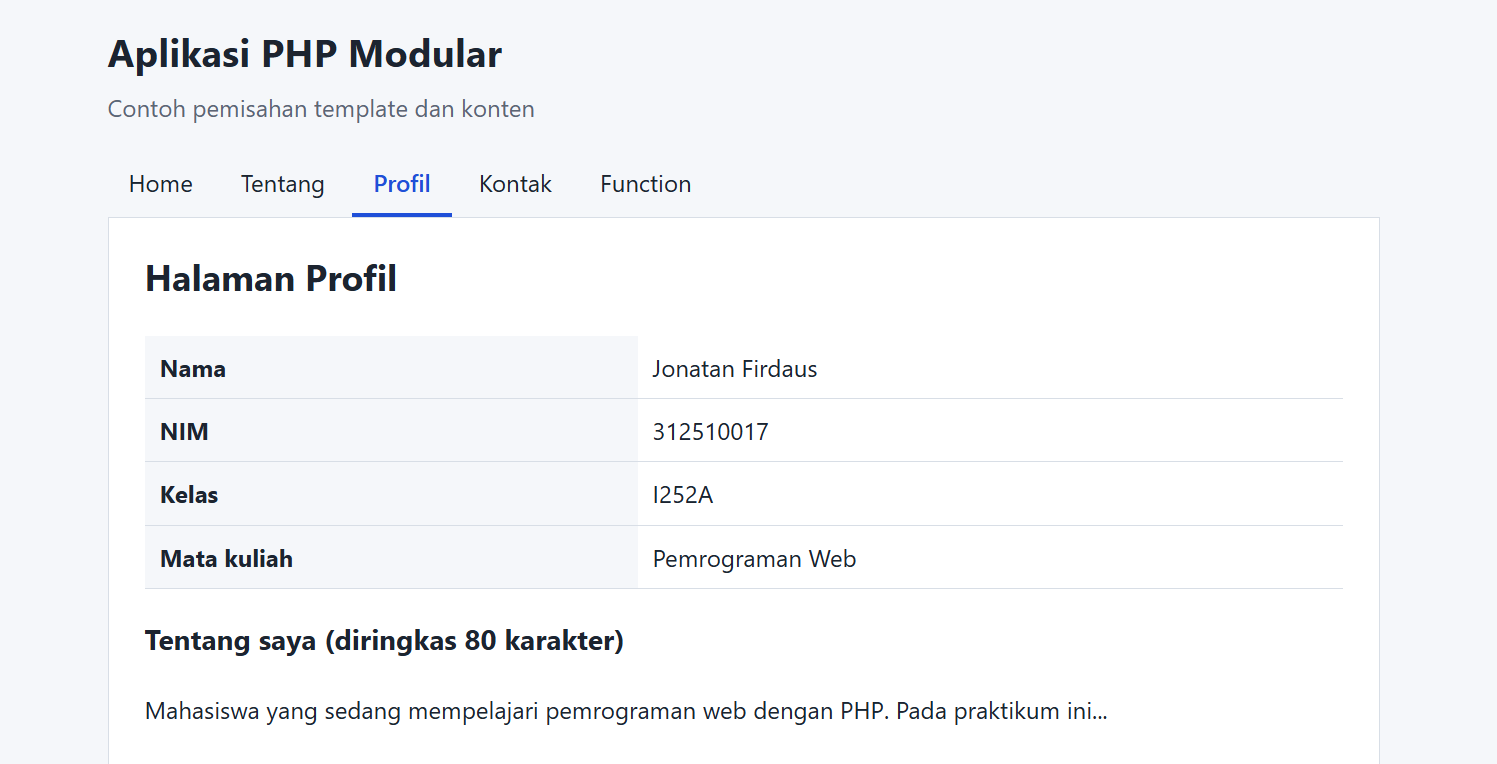 Aplikasi PHP Modular
Contoh pemisahan template dan konten
Home Tentang Profil Kontak Function
Halaman Profil
Nama Jonatan Firdaus
NIM 312510017
Kelas I252A
Mata kuliah Pemrograman Web
Tentang saya (diringkas 80 karakter)
Mahasiswa yang sedang mempelajari pemrograman web dengan PHP. Pada praktikum ini...